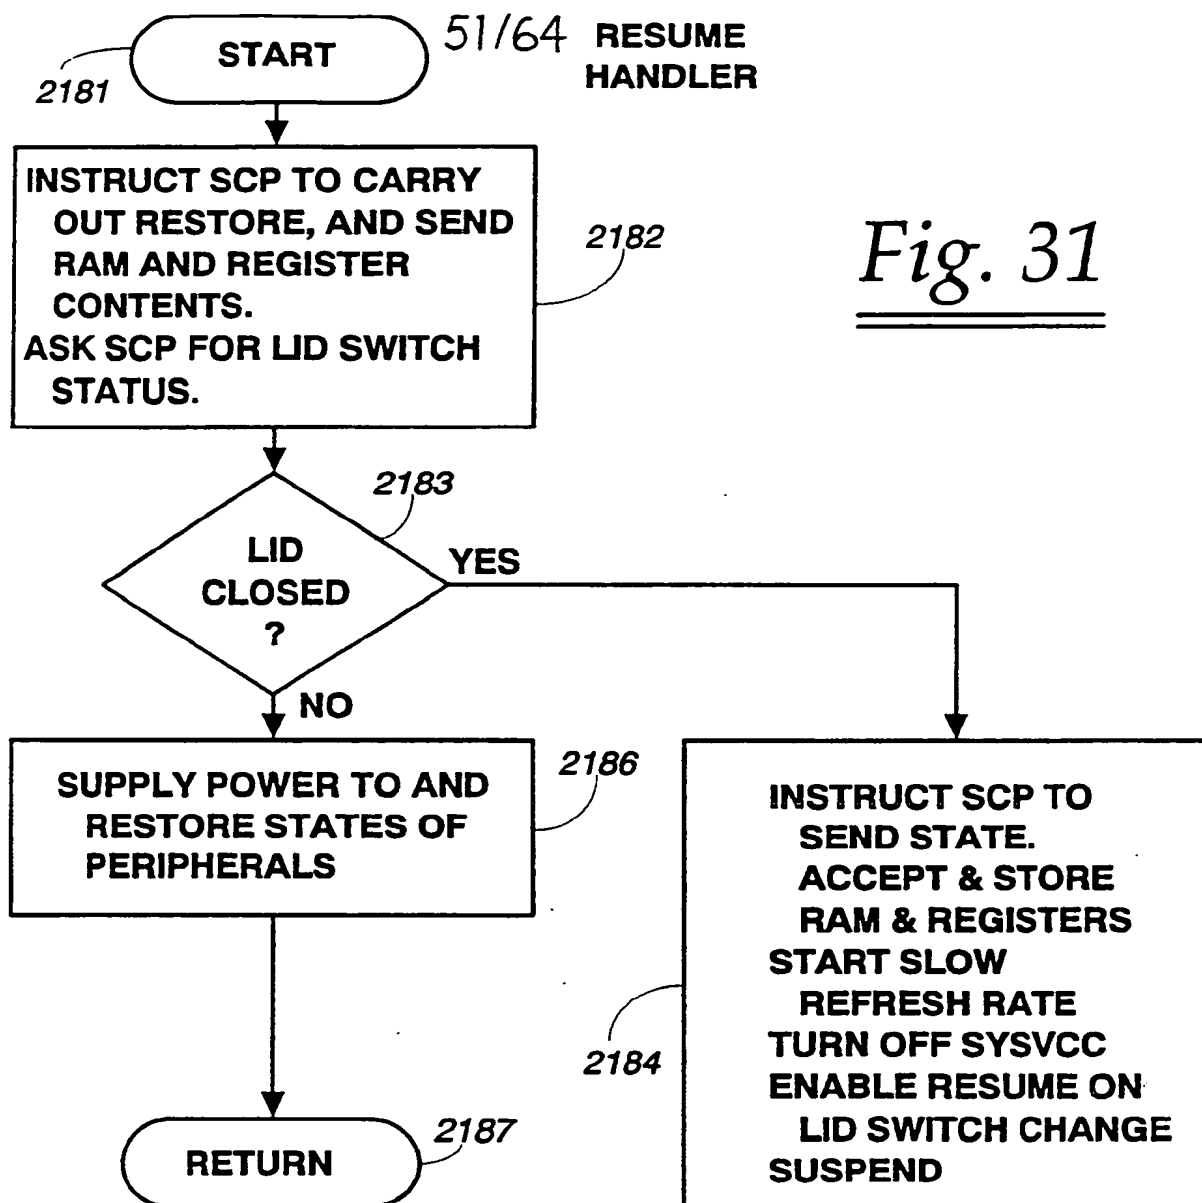 START
51/64 RESUME
HANDLER
2181
INSTRUCT SCP TO CARRY
OUT RESTORE, AND SEND
RAM AND REGISTER
CONTENTS.
ASK SCP FOR LID SWITCH
STATUS.
2182
Fig. 31
2183
LID
CLOSED
?
YES
NO
SUPPLY POWER TO AND
RESTORE STATES OF
PERIPHERALS
2186
INSTRUCT SCP TO
SEND STATE.
ACCEPT & STORE
RAM & REGISTERS
START SLOW
REFRESH RATE
TURN OFF SYSVCC
ENABLE RESUME ON
LID SWITCH CHANGE
SUSPEND
2184
RETURN
2187